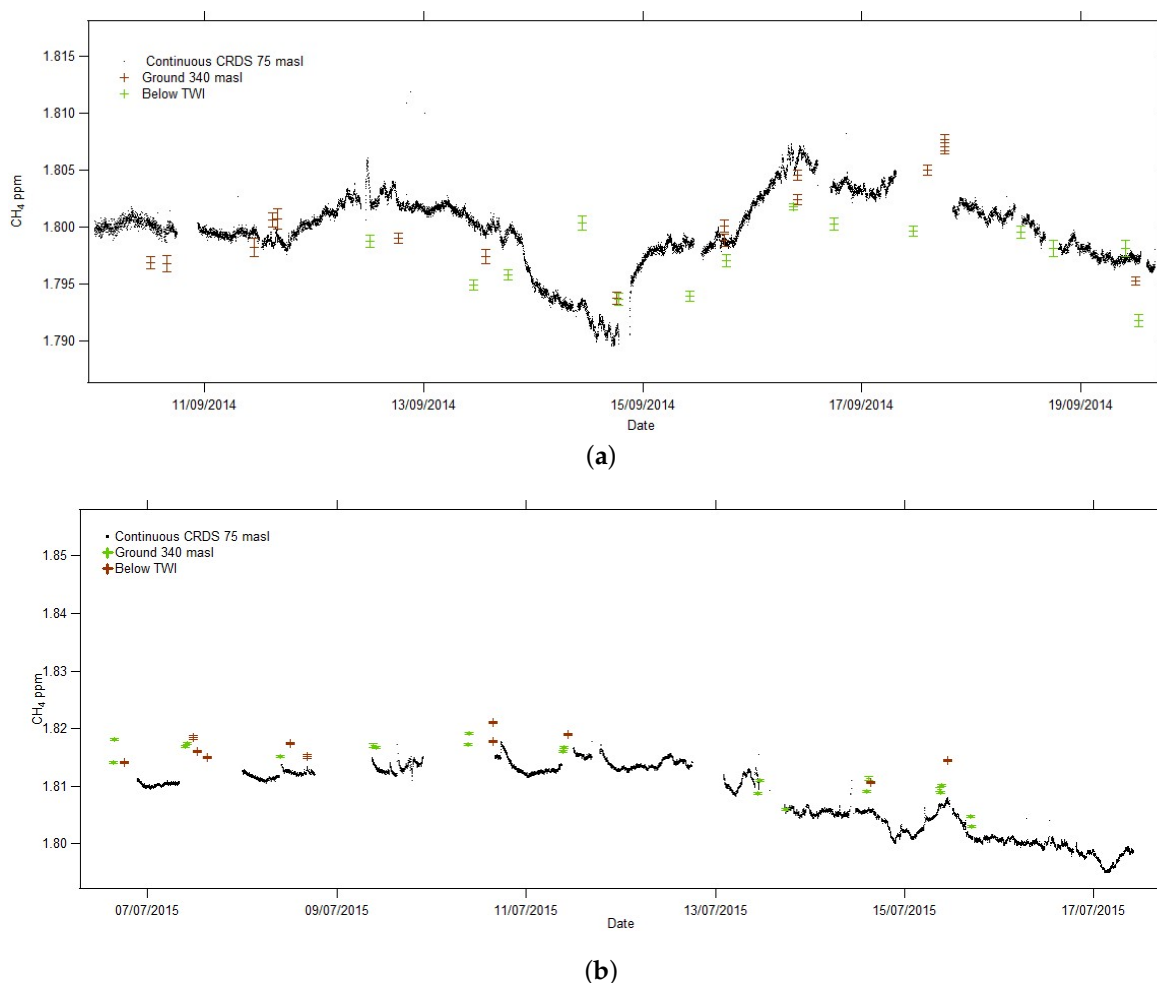 1.815
1.810
1.805
1.800
1.795
1.790
CH₄ ppm
Continuous CRDS 75 masl
Ground 340 masl
Below TWI
11/09/2014
13/09/2014
15/09/2014
17/09/2014
19/09/2014
Date
(a)
1.85
1.84
1.83
1.82
1.81
1.80
CH₄ ppm
Continuous CRDS 75 masl
Ground 340 masl
Below TWI
07/07/2015
09/07/2015
11/07/2015
13/07/2015
15/07/2015
17/07/2015
Date
(b)